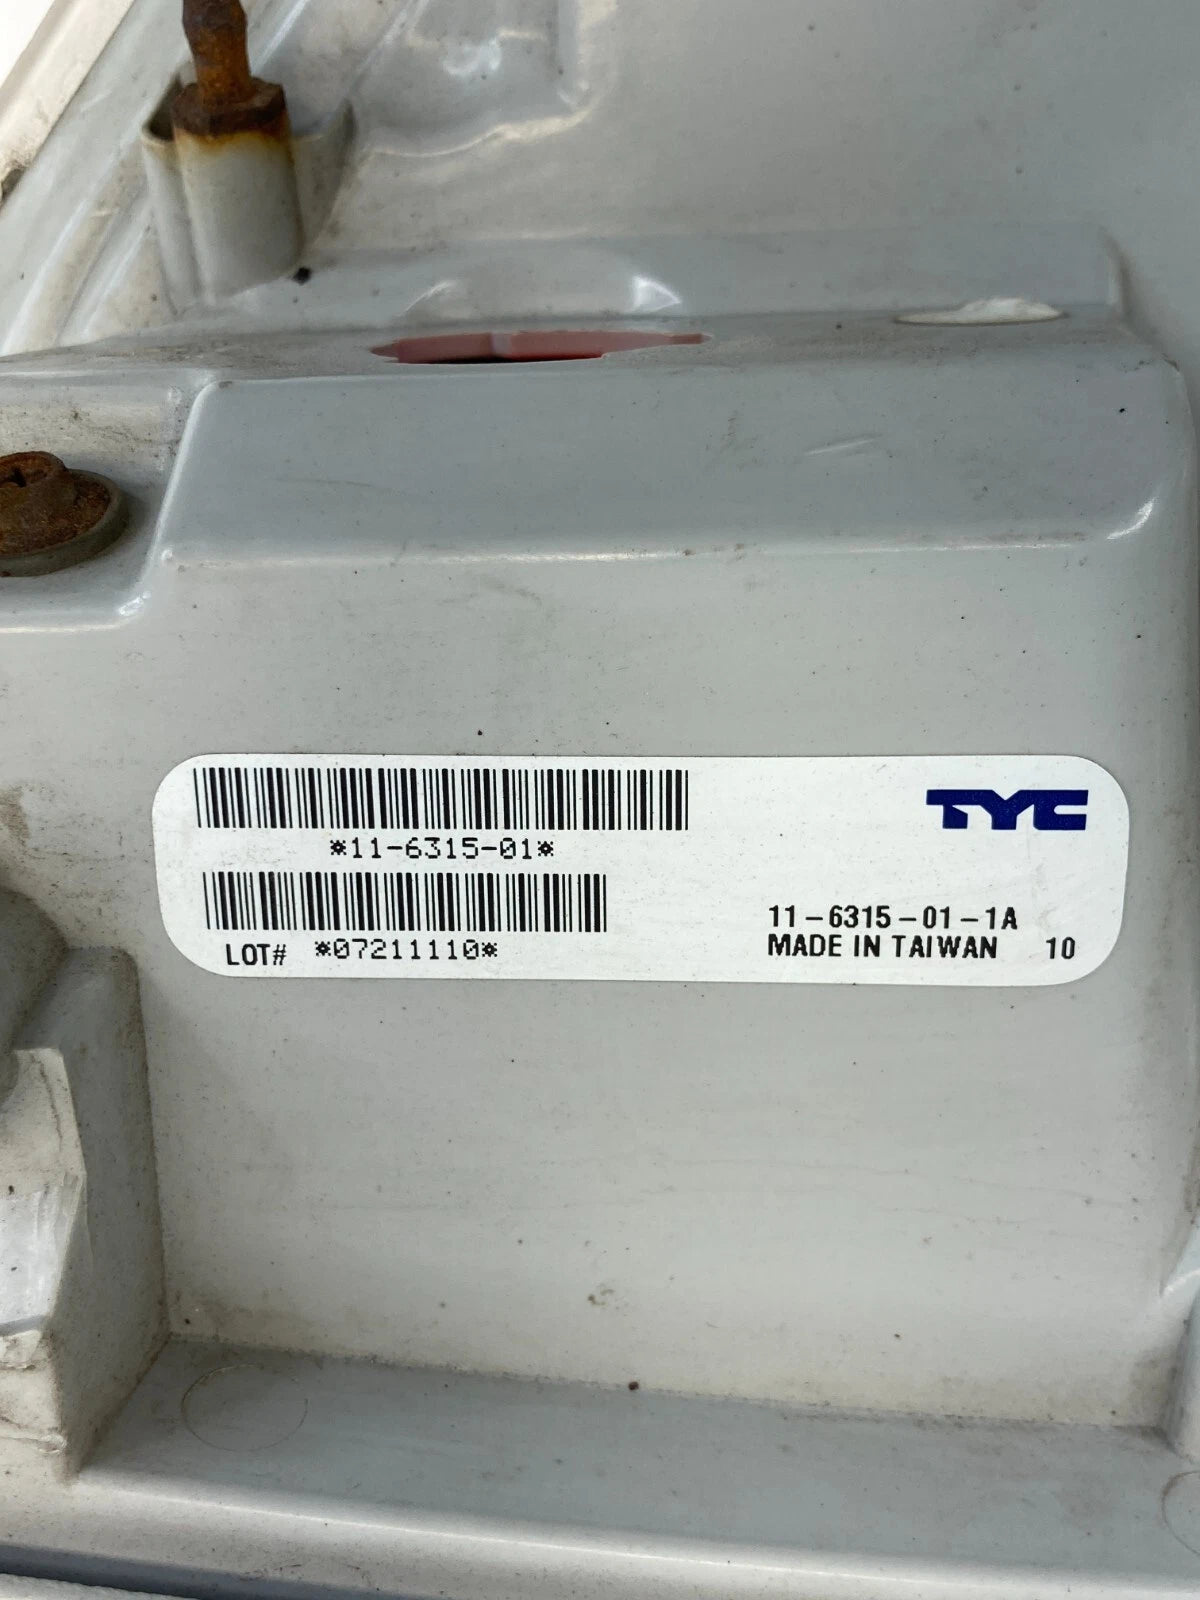 TYC
*11-6315-01*
LOT# *07211110*
11-6315-01-1A
MADE IN TAIWAN 10